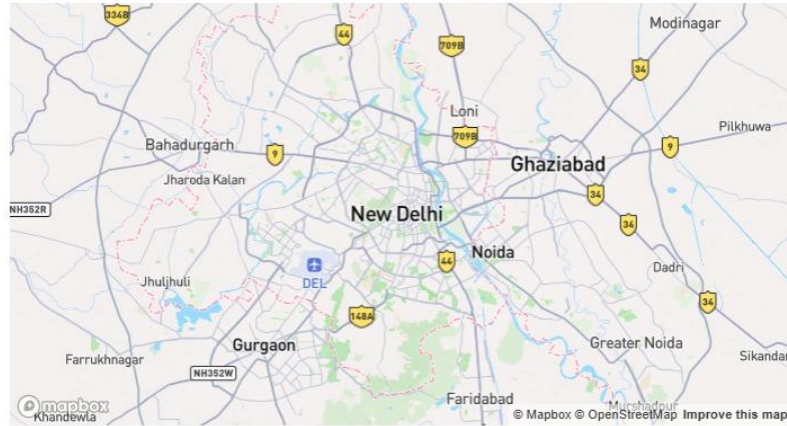 334B
44
709B
Modinagar
34
Loni
709B
Pilkhuwa
Bahadurgarh
9
9
Ghaziabad
Jharoda Kalan
34
NH352R
New Delhi
34
Noida
44
DEL
Dadri
Jhuljhuli
34
148A
Gurgaon
Greater Noida
Farrukhnagar
Sikandar
NH352W
Faridabad
mapbox
Khandewla
Murshadpur
© Mapbox © OpenStreetMap Improve this map